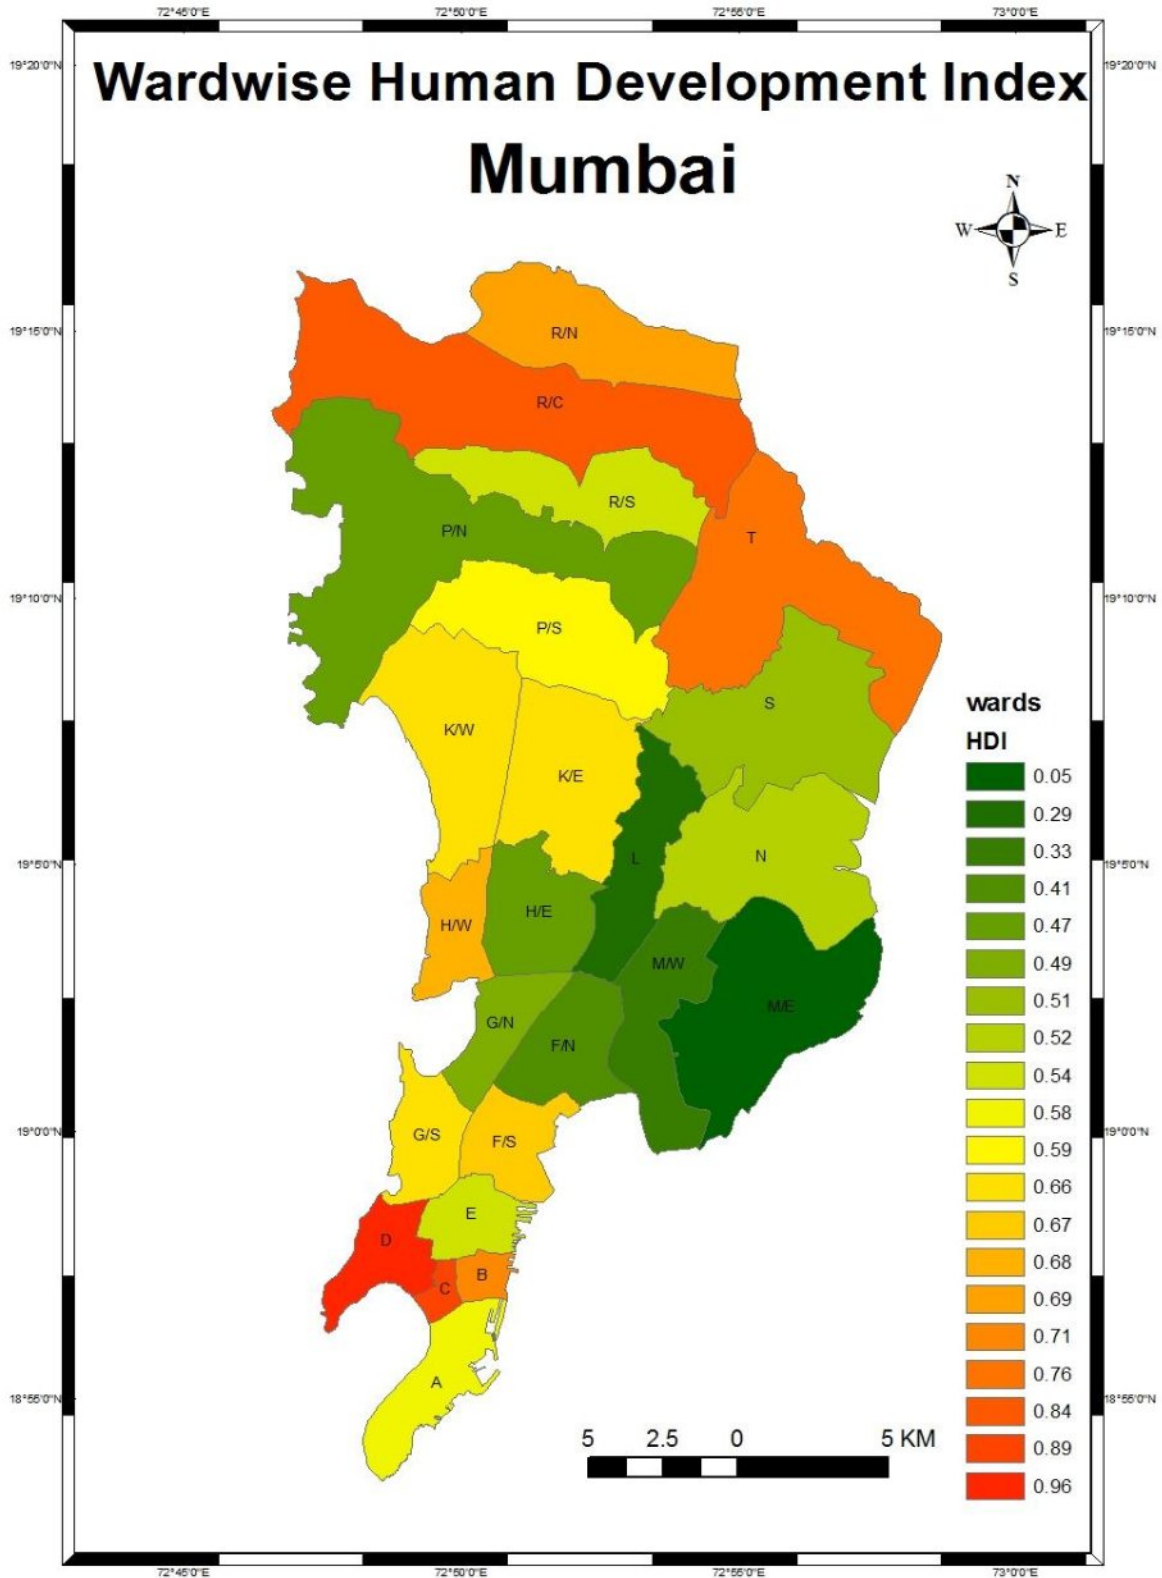 72°45'0"E 72°50'0"E 72°55'0"E 73°0'0"E
19°20'0"N 19°20'0"N
Wardwise Human Development Index
Mumbai
N
W E
S
19°15'0"N 19°15'0"N
R/N
R/C
R/S
P/N
T
19°10'0"N 19°10'0"N
P/S
S
K/W
K/E
wards
HDI
0.05
0.29
0.33
0.41
0.47
0.49
0.51
0.52
0.54
0.58
0.59
0.66
0.67
0.68
0.69
0.71
0.76
0.84
0.89
0.96
19°5'0"N 19°5'0"N
L
N
H/E
H/W
M/W
M/E
G/N
F/N
19°0'0"N 19°0'0"N
G/S
F/S
E
D
B
C
A
18°55'0"N 18°55'0"N
5 2.5 0 5 KM
72°45'0"E 72°50'0"E 72°55'0"E 73°0'0"E